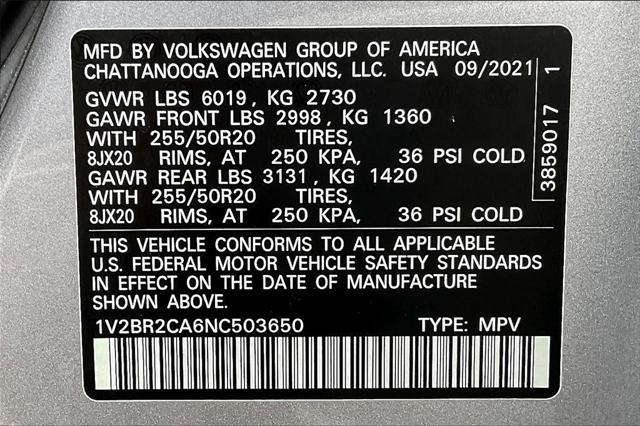 MFD BY VOLKSWAGEN GROUP OF AMERICA
CHATTANOOGA OPERATIONS, LLC. USA 09/2021
GVWR LBS 6019, KG 2730
GAWR FRONT LBS 2998, KG 1360
WITH 255/50R20 TIRES,
8JX20 RIMS, AT 250 KPA, 36 PSI COLD
GAWR REAR LBS 3131, KG 1420
WITH 255/50R20 TIRES,
8JX20 RIMS, AT 250 KPA, 36 PSI COLD
THIS VEHICLE CONFORMS TO ALL APPLICABLE
U.S. FEDERAL MOTOR VEHICLE SAFETY STANDARDS
IN EFFECT ON THE DATE OF MANUFACTURE
SHOWN ABOVE.
1V2BR2CA6NC503650 TYPE: MPV
3859017 1